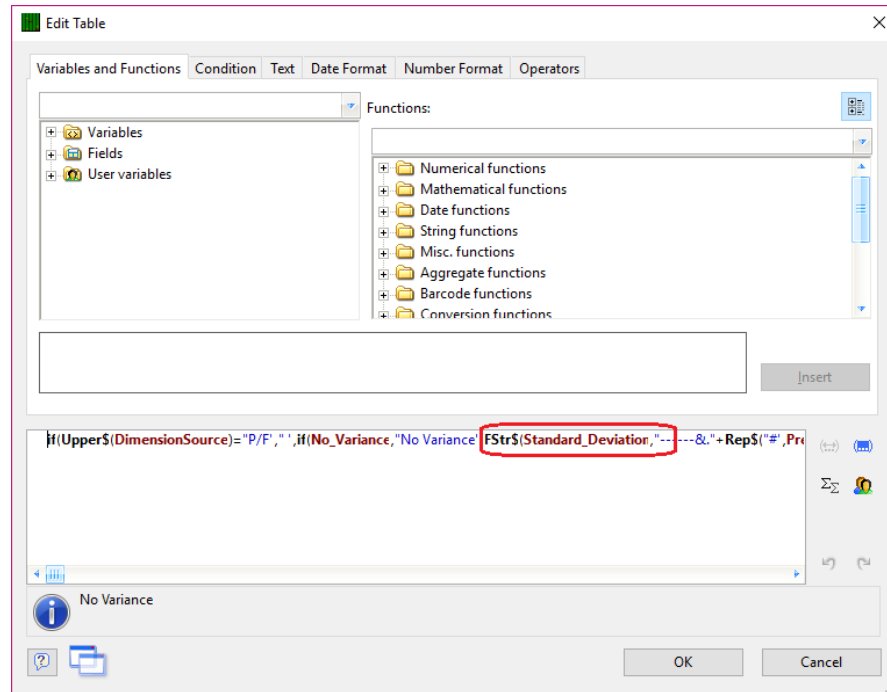 Edit Table
Variables and Functions Condition Text Date Format Number Format Operators
Functions:
Variables
Fields
User variables
Numerical functions
Mathematical functions
Date functions
String functions
Misc. functions
Aggregate functions
Barcode functions
Conversion functions
Insert
if(Upper$(DimensionSource)="P/F"," ",if(No_Variance,"No Variance",FStr$(Standard_Deviation,"------&."+Rep$("#",Pre
No Variance
OK Cancel